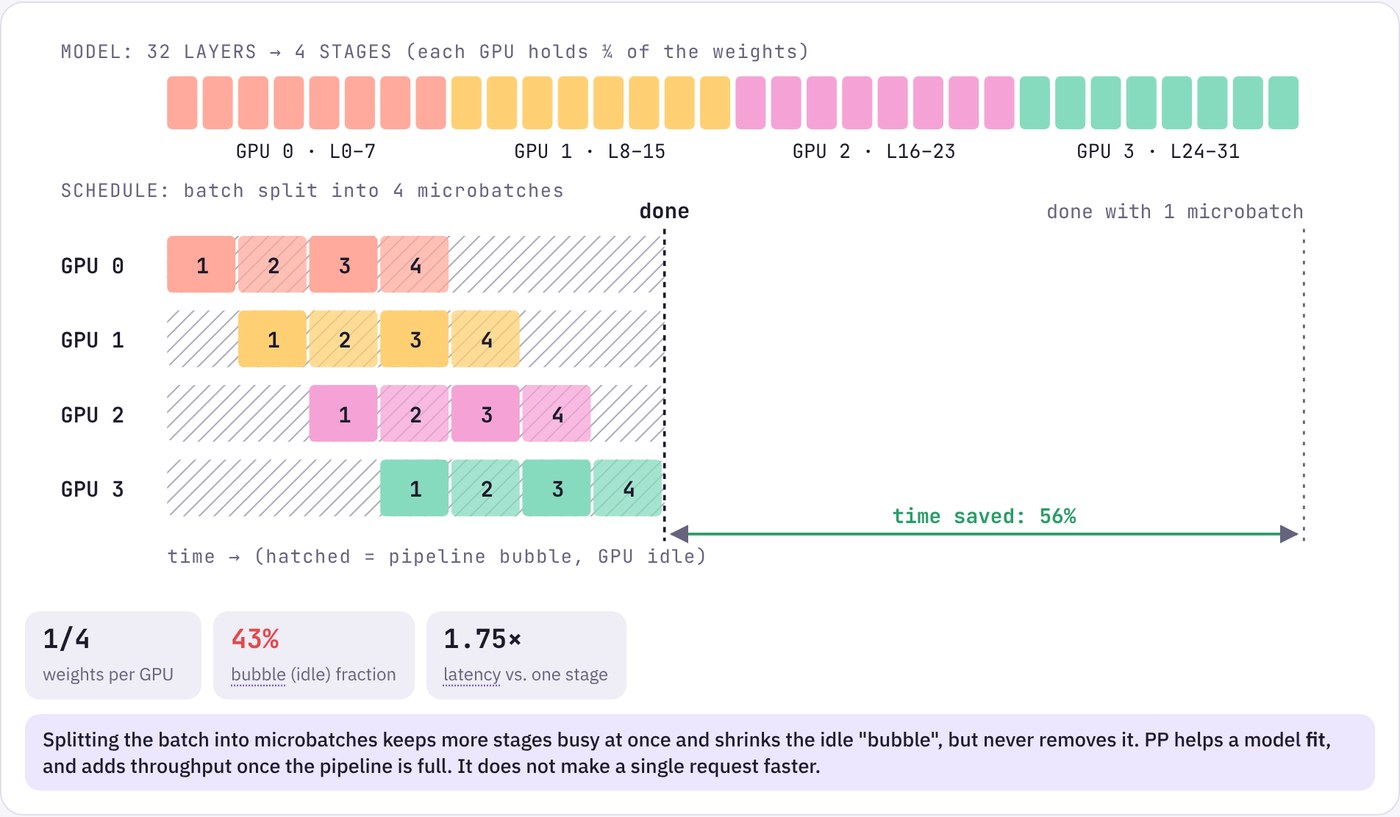 MODEL: 32 LAYERS → 4 STAGES (each GPU holds ¼ of the weights)
GPU 0 · L0–7
GPU 1 · L8–15
GPU 2 · L16–23
GPU 3 · L24–31
SCHEDULE: batch split into 4 microbatches
done
done with 1 microbatch
GPU 0
1 2 3 4
GPU 1
1 2 3 4
GPU 2
1 2 3 4
GPU 3
1 2 3 4
time saved: 56%
time → (hatched = pipeline bubble, GPU idle)
1/4
weights per GPU
43%
bubble (idle) fraction
1.75×
latency vs. one stage
Splitting the batch into microbatches keeps more stages busy at once and shrinks the idle "bubble", but never removes it. PP helps a model fit,
and adds throughput once the pipeline is full. It does not make a single request faster.